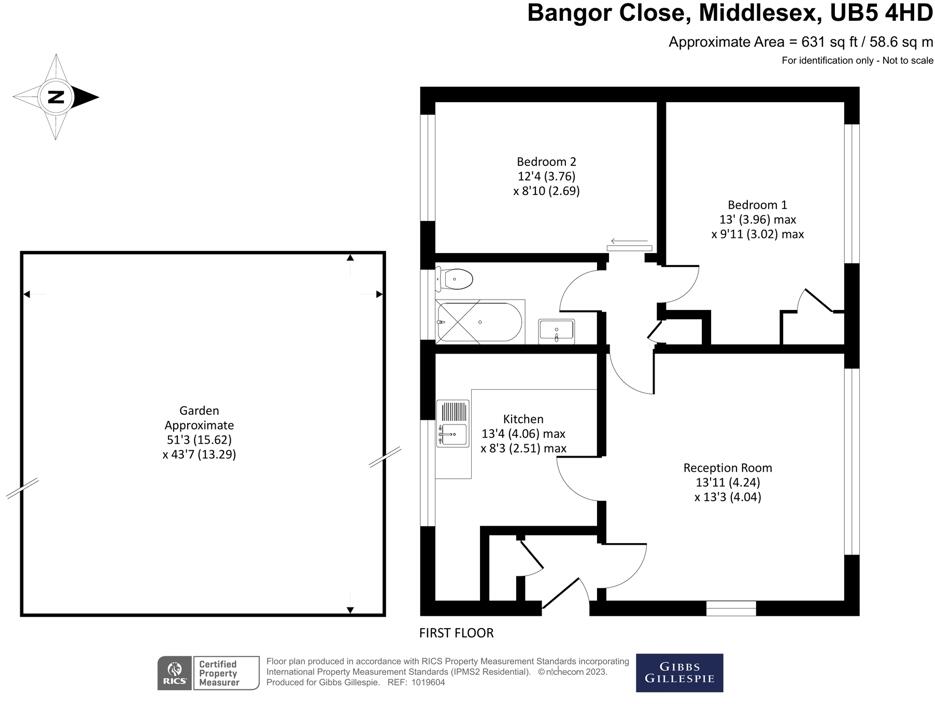 Bangor Close, Middlesex, UB5 4HD
Approximate Area = 631 sq ft / 58.6 sq m
For identification only - Not to scale
N
Bedroom 2
12'4 (3.76)
x 8'10 (2.69)
Bedroom 1
13' (3.96) max
x 9'11 (3.02) max
Garden
Approximate
51'3 (15.62)
x 43'7 (13.29)
Kitchen
13'4 (4.06) max
x 8'3 (2.51) max
Reception Room
13'11 (4.24)
x 13'3 (4.04)
FIRST FLOOR
RICS
Certified
Property
Measurer
Floor plan produced in accordance with RICS Property Measurement Standards incorporating
International Property Measurement Standards (IPMS2 Residential). © nichecom 2023.
Produced for Gibbs Gillespie. REF: 1019604
GIBBS
GILLESPIE